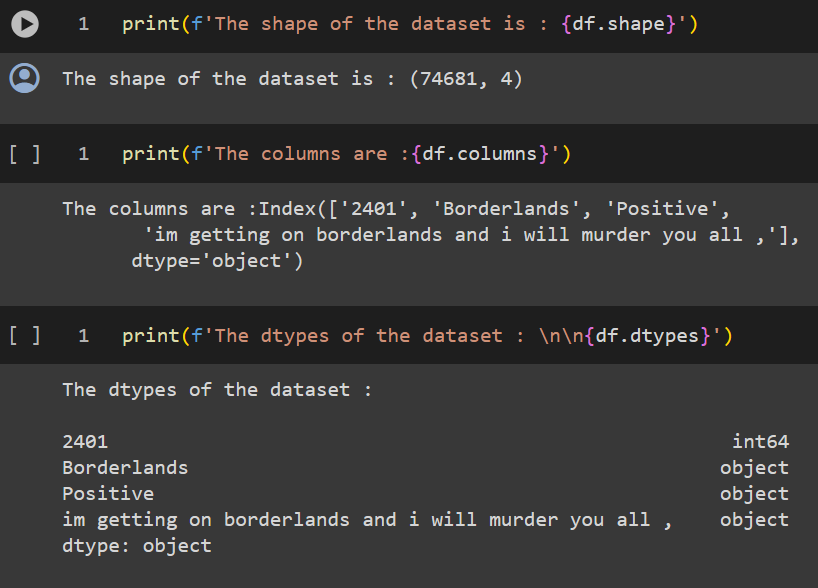 1 print(f'The shape of the dataset is : {df.shape}')
The shape of the dataset is : (74681, 4)
[ ] 1 print(f'The columns are :{df.columns}')
The columns are :Index(['2401', 'Borderlands', 'Positive',
'im getting on borderlands and i will murder you all ,'],
dtype='object')
[ ] 1 print(f'The dtypes of the dataset : \n\n{df.dtypes}')
The dtypes of the dataset :
2401 int64
Borderlands object
Positive object
im getting on borderlands and i will murder you all , object
dtype: object